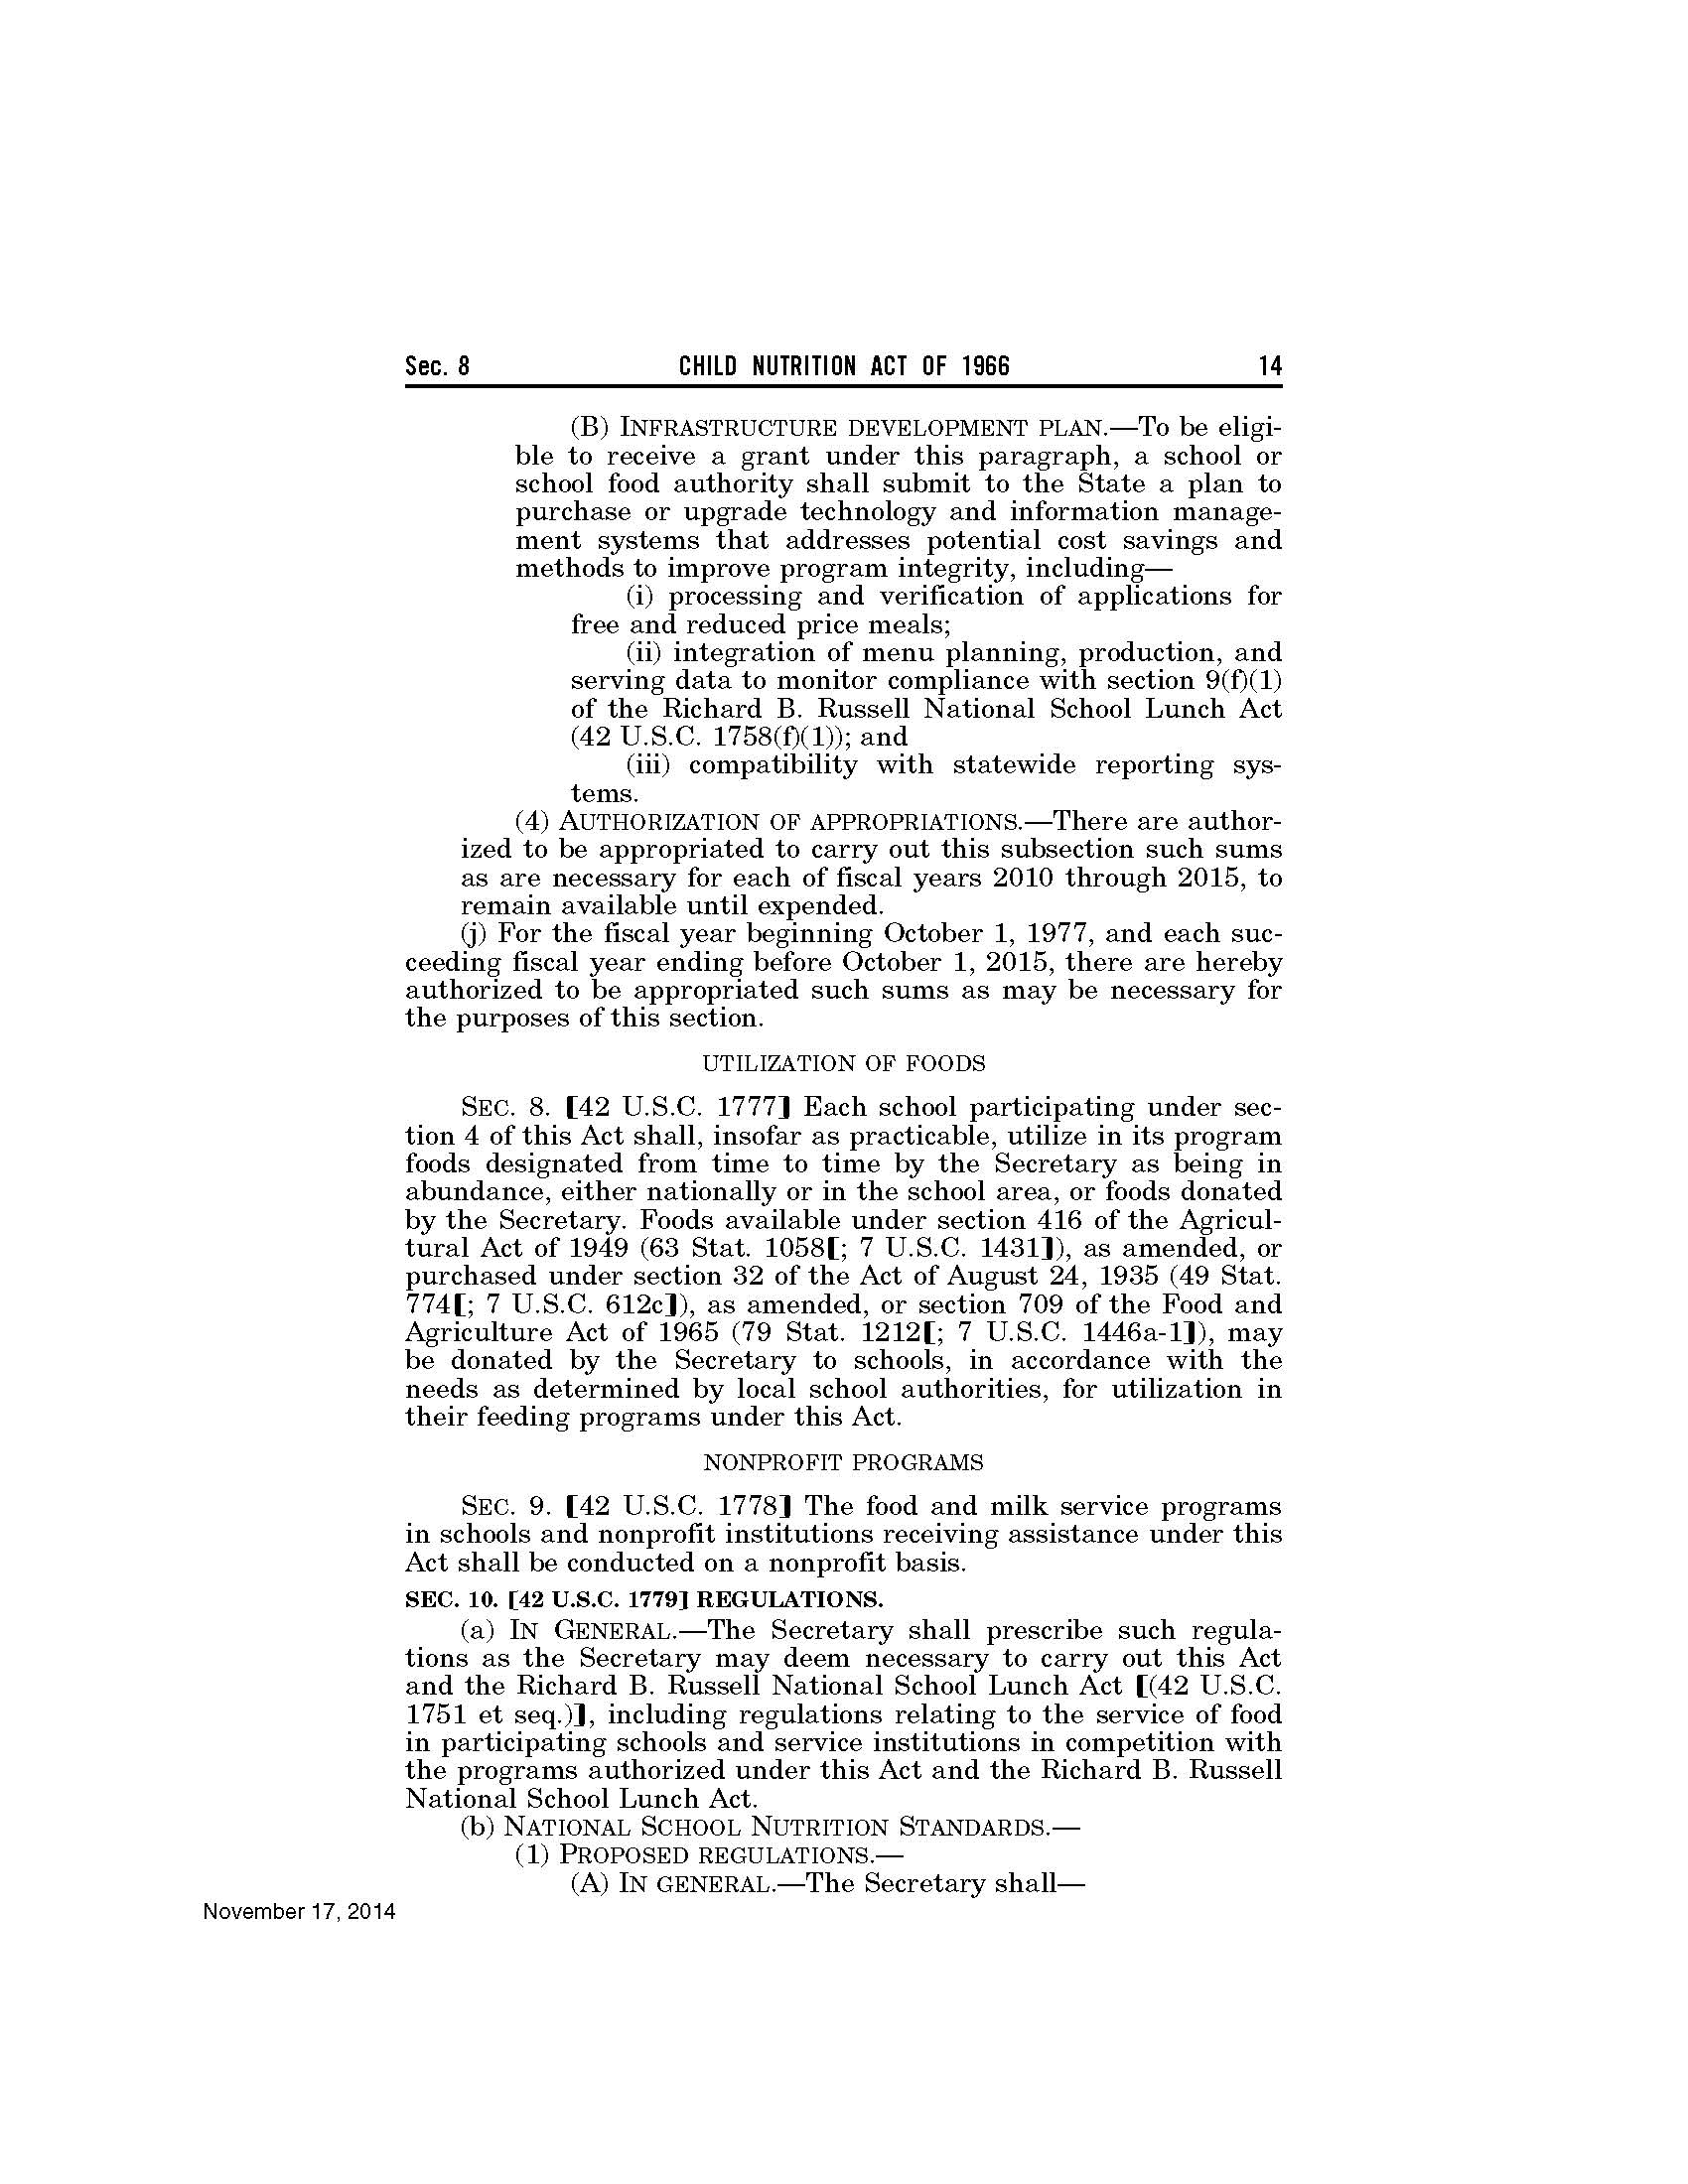 Sec. 8 CHILD NUTRITION ACT OF 1966 14
(B) INFRASTRUCTURE DEVELOPMENT PLAN.—To be eligi-
ble to receive a grant under this paragraph, a school or
school food authority shall submit to the State a plan to
purchase or upgrade technology and information manage-
ment systems that addresses potential cost savings and
methods to improve program integrity, including—
(i) processing and verification of applications for
free and reduced price meals;
(ii) integration of menu planning, production, and
serving data to monitor compliance with section 9(f)(1)
of the Richard B. Russell National School Lunch Act
(42 U.S.C. 1758(f)(1)); and
(iii) compatibility with statewide reporting sys-
tems.
(4) AUTHORIZATION OF APPROPRIATIONS.—There are author-
ized to be appropriated to carry out this subsection such sums
as are necessary for each of fiscal years 2010 through 2015, to
remain available until expended.
(j) For the fiscal year beginning October 1, 1977, and each suc-
ceeding fiscal year ending before October 1, 2015, there are hereby
authorized to be appropriated such sums as may be necessary for
the purposes of this section.
UTILIZATION OF FOODS
SEC. 8. [42 U.S.C. 1777] Each school participating under sec-
tion 4 of this Act shall, insofar as practicable, utilize in its program
foods designated from time to time by the Secretary as being in
abundance, either nationally or in the school area, or foods donated
by the Secretary. Foods available under section 416 of the Agricul-
tural Act of 1949 (63 Stat. 1058[; 7 U.S.C. 1431]), as amended, or
purchased under section 32 of the Act of August 24, 1935 (49 Stat.
774[; 7 U.S.C. 612c]), as amended, or section 709 of the Food and
Agriculture Act of 1965 (79 Stat. 1212[; 7 U.S.C. 1446a-1]), may
be donated by the Secretary to schools, in accordance with the
needs as determined by local school authorities, for utilization in
their feeding programs under this Act.
NONPROFIT PROGRAMS
SEC. 9. [42 U.S.C. 1778] The food and milk service programs
in schools and nonprofit institutions receiving assistance under this
Act shall be conducted on a nonprofit basis.
SEC. 10. [42 U.S.C. 1779] REGULATIONS.
(a) IN GENERAL.—The Secretary shall prescribe such regula-
tions as the Secretary may deem necessary to carry out this Act
and the Richard B. Russell National School Lunch Act [(42 U.S.C.
1751 et seq.)], including regulations relating to the service of food
in participating schools and service institutions in competition with
the programs authorized under this Act and the Richard B. Russell
National School Lunch Act.
(b) NATIONAL SCHOOL NUTRITION STANDARDS.—
(1) PROPOSED REGULATIONS.—
(A) IN GENERAL.—The Secretary shall—
November 17, 2014